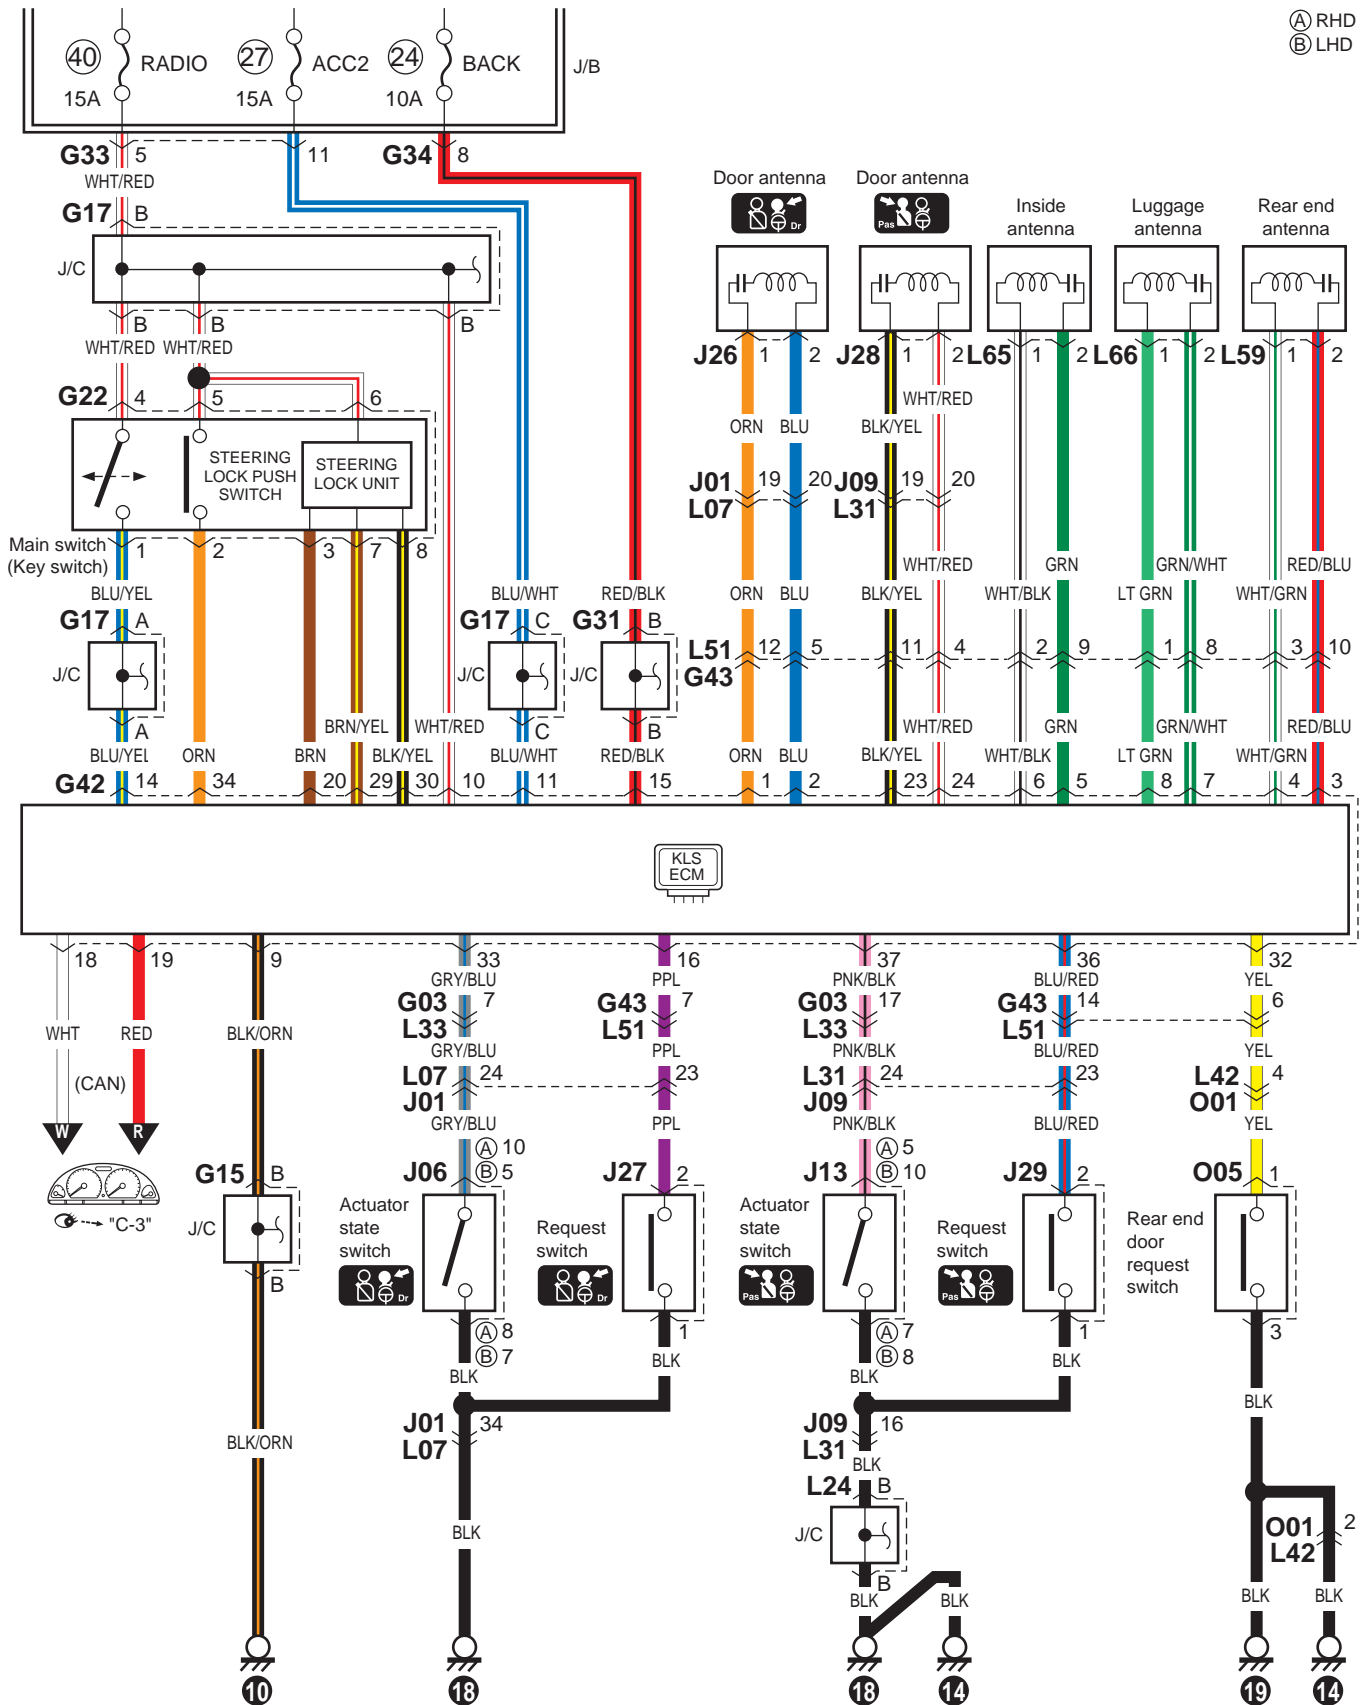 Ⓐ RHD
Ⓑ LHD
40 RADIO 27 ACC2 24 BACK J/B
15A 15A 10A
G33 5 11 G34 8
WHT/RED
Door antenna Door antenna
G17 B
Dr Pas
Inside antenna
Luggage antenna
Rear end antenna
J/C
B B B
WHT/RED WHT/RED
J26 1 2 J28 1 2 L65 1 2 L66 1 2 L59 1 2
G22 4 5 6
WHT/RED
ORN BLU BLK/YEL
STEERING LOCK PUSH SWITCH
STEERING LOCK UNIT
J01 19 20 J09 19 20
L07 L31
Main switch (Key switch)
1 2 3 7 8
WHT/RED GRN GRN/WHT RED/BLU
BLU/YEL BLU/WHT RED/BLK ORN BLU BLK/YEL WHT/BLK LT GRN WHT/GRN
G17 A G17 C G31 B
L51 12 5 11 4 2 9 1 8 3 10
G43
J/C J/C J/C
A C B
BRN/YEL WHT/RED WHT/RED GRN GRN/WHT RED/BLU
BLU/YEL ORN BRN BLK/YEL BLU/WHT RED/BLK ORN BLU BLK/YEL WHT/BLK LT GRN WHT/GRN
G42 14 34 20 29 30 10 11 15 1 2 23 24 6 5 8 7 4 3
KLS
ECM
18 19 9 33 16 37 36 32
GRY/BLU PPL PNK/BLK BLU/RED YEL
G03 7 G43 7 G03 17 G43 14 6
L33 L51 L33 L51
WHT RED BLK/ORN
GRY/BLU PPL PNK/BLK BLU/RED YEL
(CAN)
L07 24 23 L31 24 23 L42 4
J01 J09 O01
GRY/BLU PPL PNK/BLK BLU/RED YEL
W R
Ⓐ 10 Ⓐ 5
G15 B J06 Ⓑ 5 J27 2 J13 Ⓑ 10 J29 2 O05 1
"C-3"
J/C
B
Actuator state switch
Dr
Request switch
Dr
Actuator state switch
Pas
Request switch
Pas
Rear end door request switch
Ⓐ 8 1 Ⓐ 7 1 3
Ⓑ 7 Ⓑ 8
BLK BLK BLK BLK
BLK
J01 34 J09 16
L07 L31
BLK/ORN
BLK
L24 B
BLK
J/C
O01 2
L42
B
BLK BLK BLK BLK
10 18 18 14 19 14